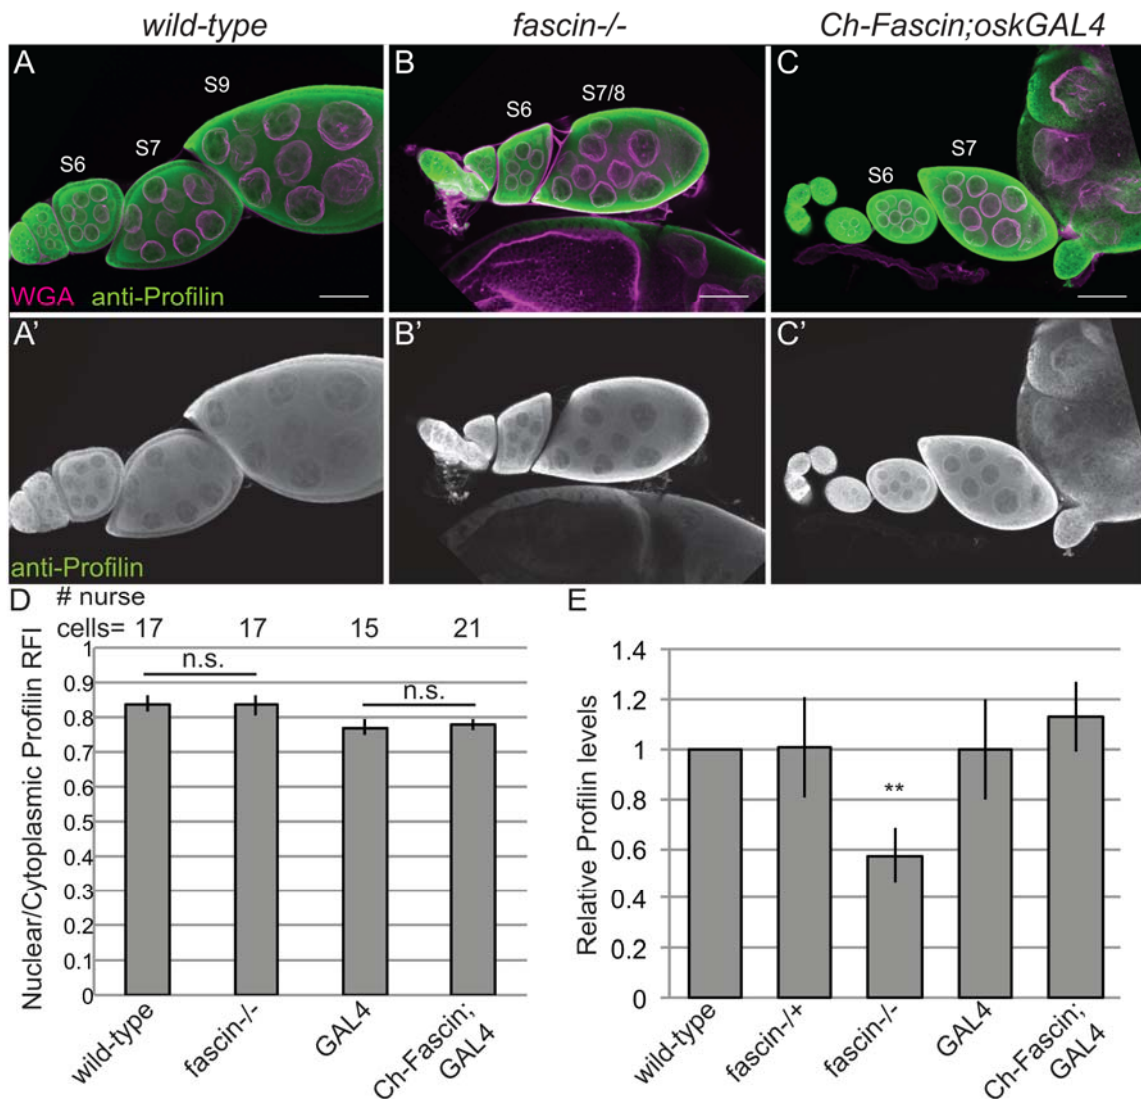 wild-type fascin-/- Ch-Fascin;oskGAL4
A S9 S7 S6 WGA anti-Profilin
B S7/8 S6
C S7 S6
A' anti-Profilin
B'
C'
D # nurse
cells= 17 17 15 21
Nuclear/Cytoplasmic Profilin RFI
1
0.9
0.8
0.7
0.6
0.5
0.4
0.3
0.2
0.1
0
n.s.
n.s.
wild-type
fascin-/-
GAL4
Ch-Fascin;
GAL4
E
Relative Profilin levels
1.4
1.2
1
0.8
0.6
0.4
0.2
0
**
wild-type
fascin-/+
fascin-/-
GAL4
Ch-Fascin;
GAL4